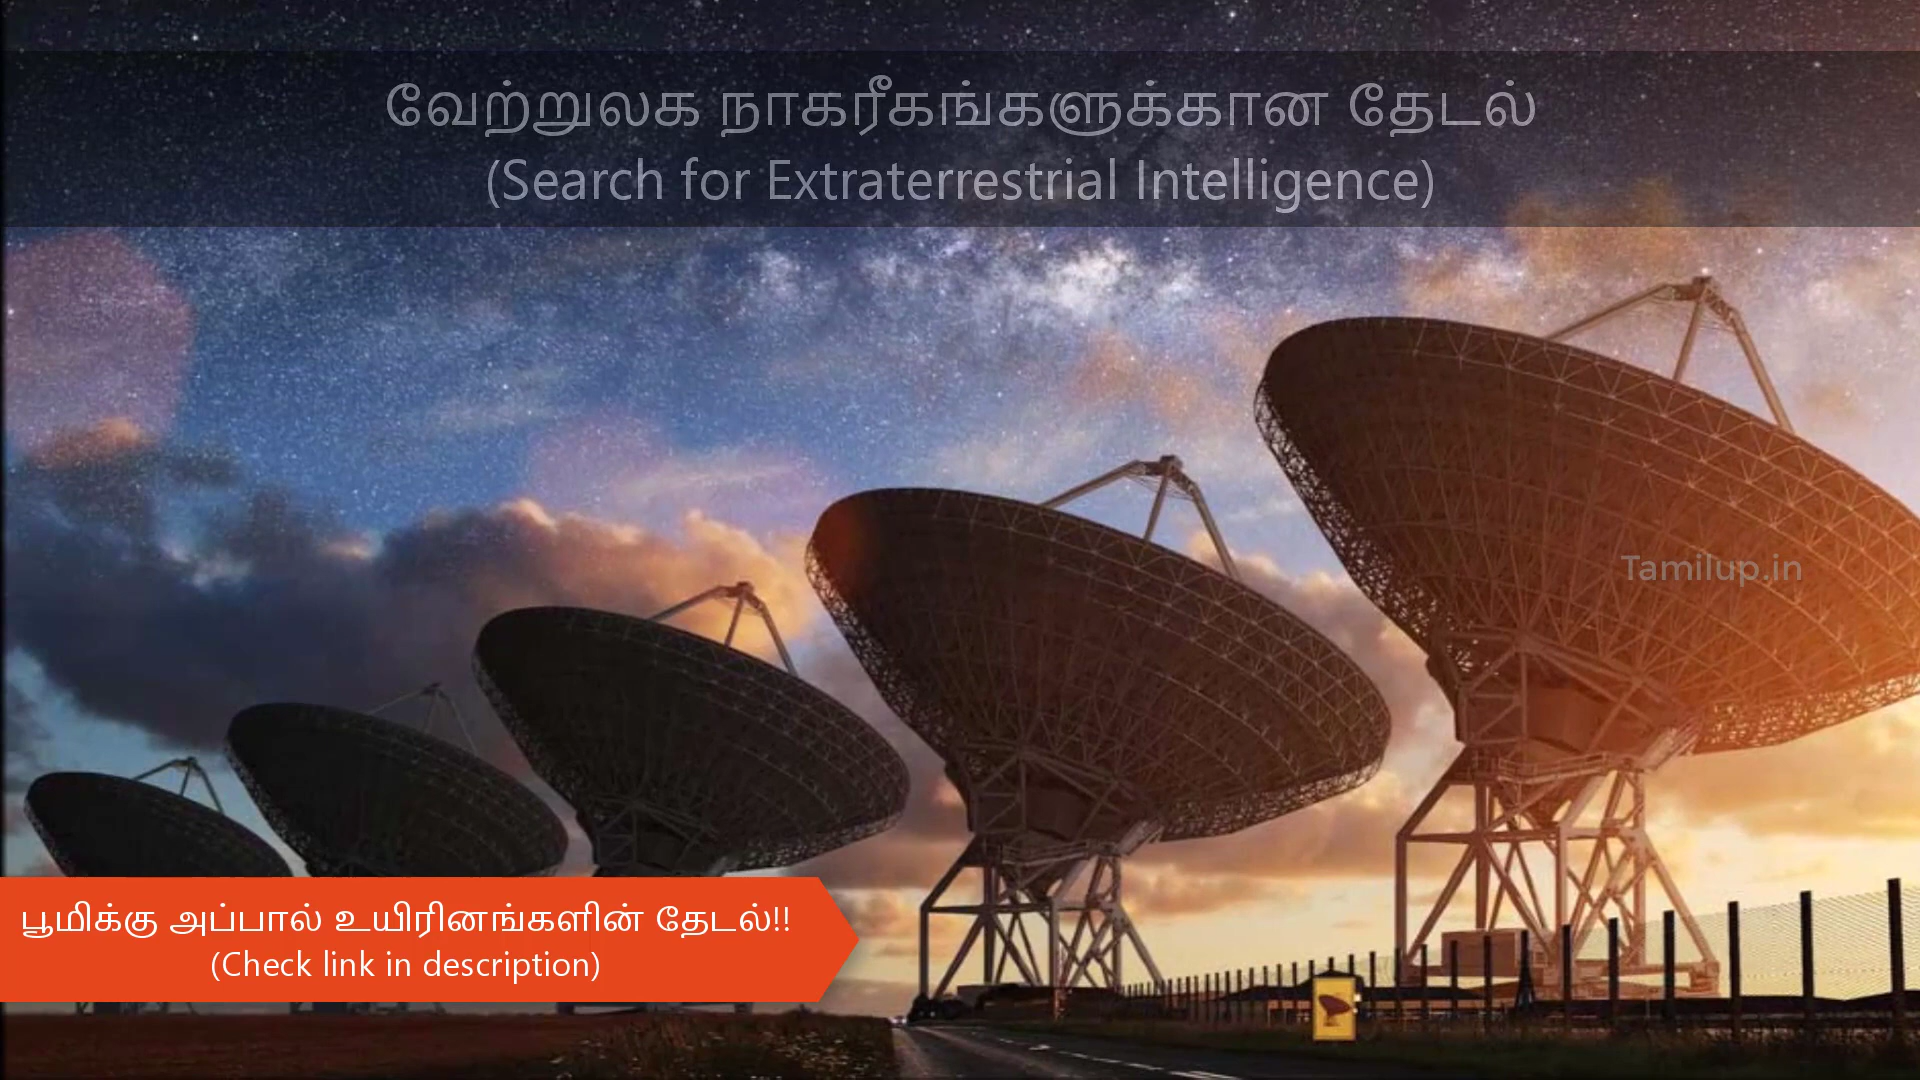 வேற்றுலக நாகரீகங்களுக்கான தேடல்
(Search for Extraterrestrial Intelligence)
Tamilup.in
பூமிக்கு அப்பால் உயிரினங்களின் தேடல்!!
(Check link in description)